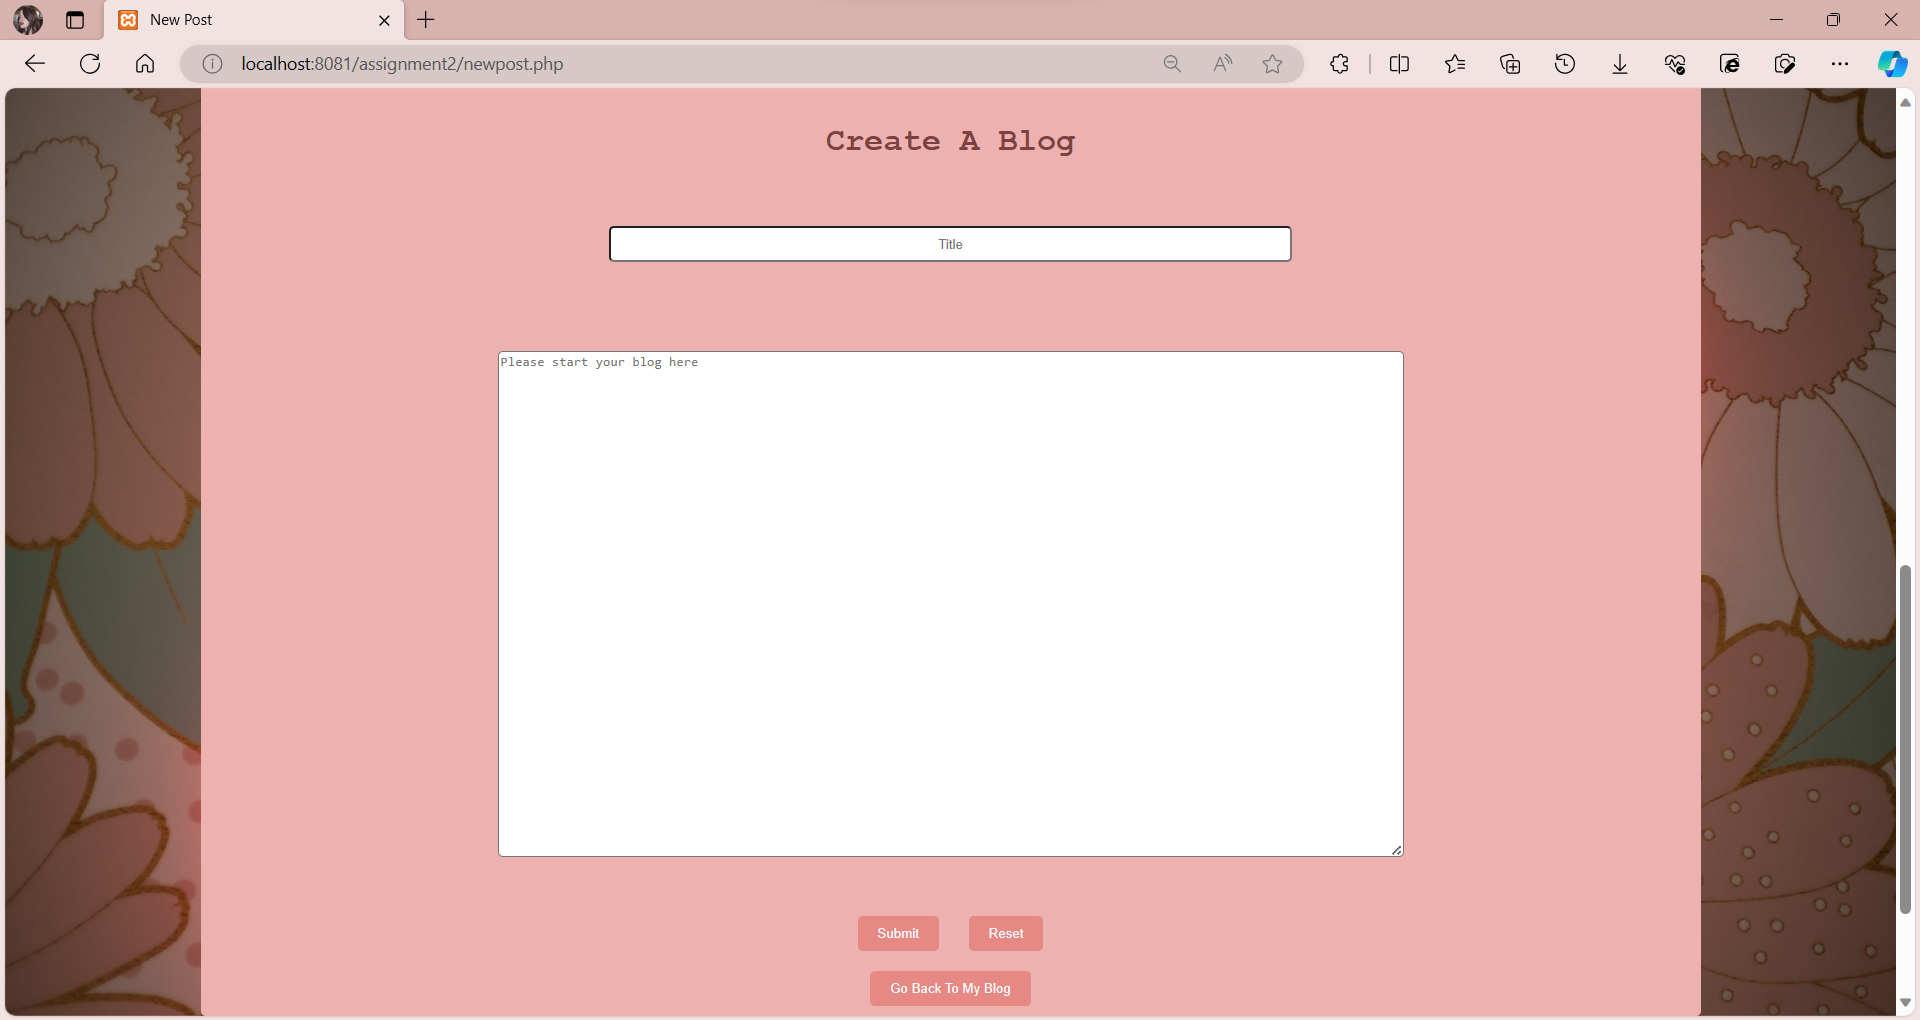 New Post
localhost:8081/assignment2/newpost.php
Create A Blog
Title
Please start your blog here
Submit Reset
Go Back To My Blog